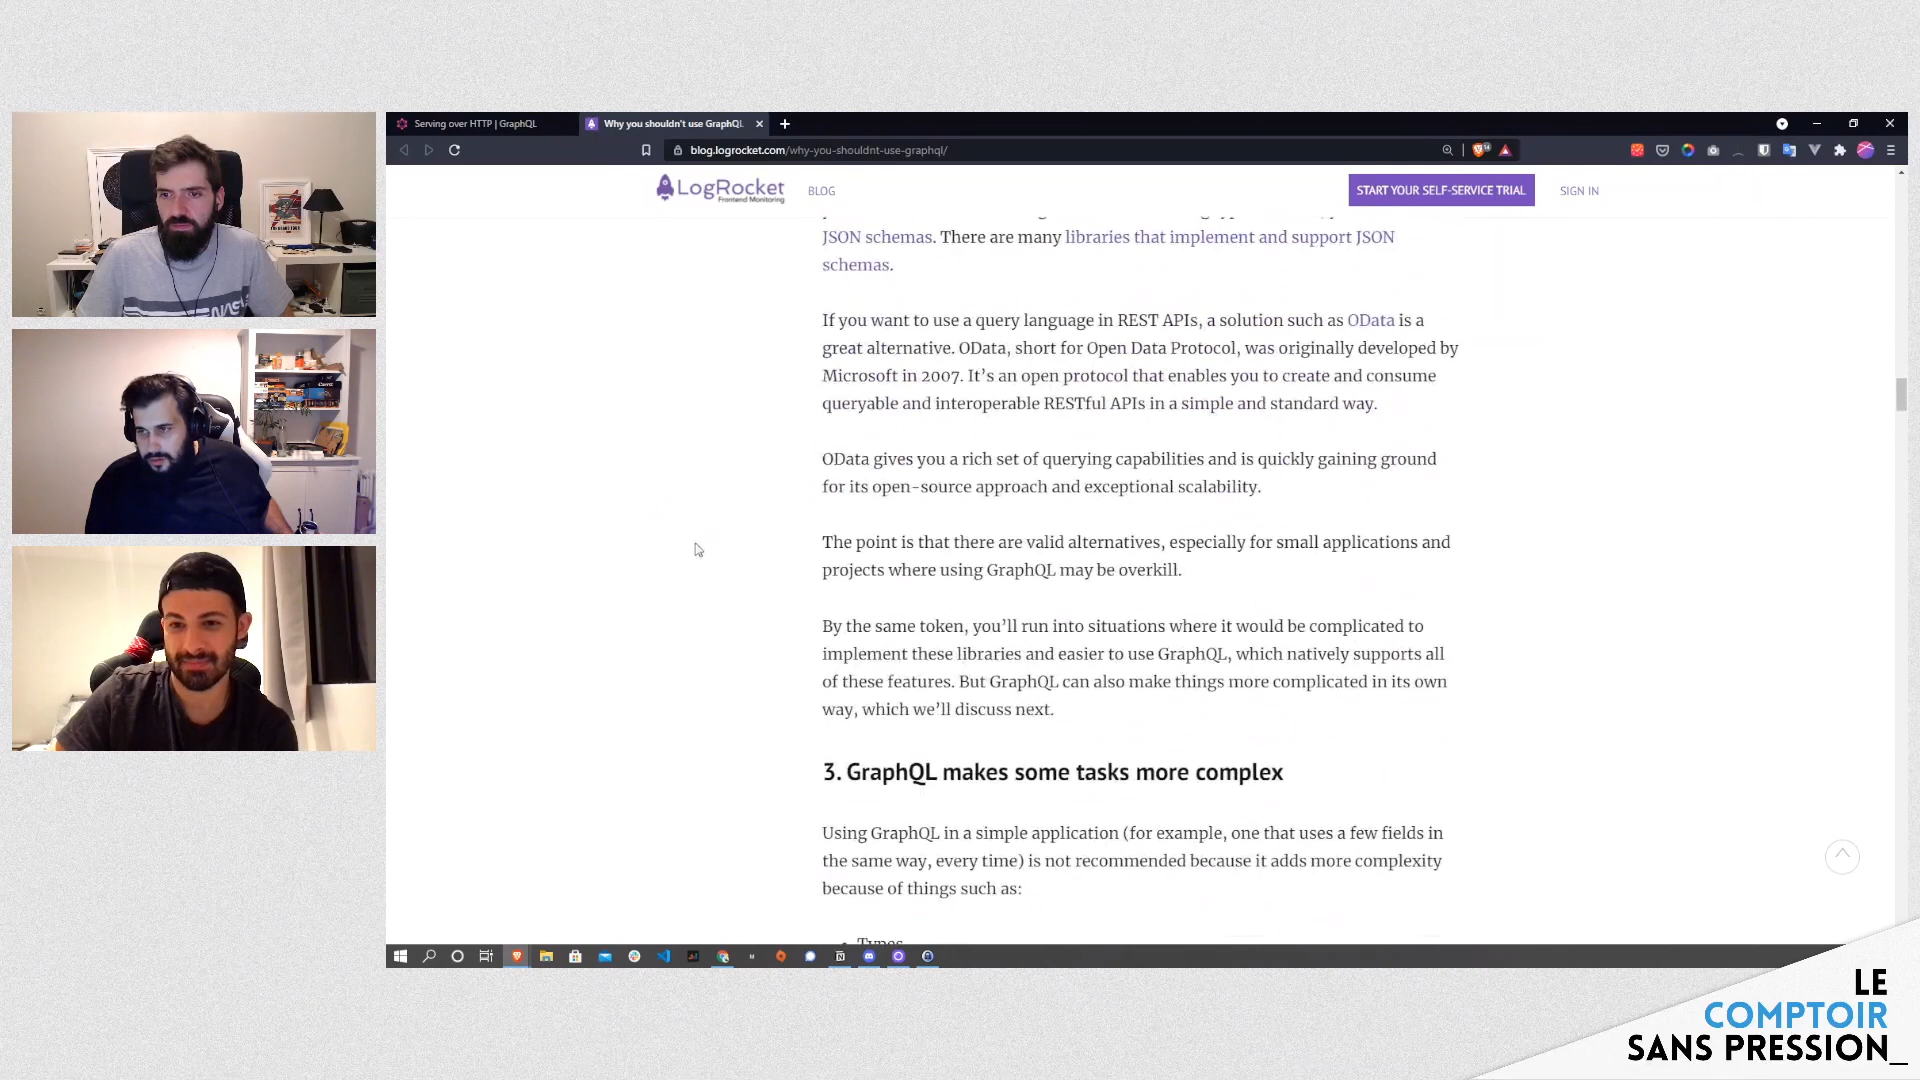 Serving over HTTP | GraphQL
Why you shouldn't use GraphQL
blog.logrocket.com/why-you-shouldnt-use-graphql/
LogRocket
Frontend Monitoring
BLOG
START YOUR SELF-SERVICE TRIAL
SIGN IN
JSON schemas. There are many libraries that implement and support JSON
schemas.
If you want to use a query language in REST APIs, a solution such as OData is a
great alternative. OData, short for Open Data Protocol, was originally developed by
Microsoft in 2007. It’s an open protocol that enables you to create and consume
queryable and interoperable RESTful APIs in a simple and standard way.
OData gives you a rich set of querying capabilities and is quickly gaining ground
for its open-source approach and exceptional scalability.
The point is that there are valid alternatives, especially for small applications and
projects where using GraphQL may be overkill.
By the same token, you’ll run into situations where it would be complicated to
implement these libraries and easier to use GraphQL, which natively supports all
of these features. But GraphQL can also make things more complicated in its own
way, which we’ll discuss next.
3. GraphQL makes some tasks more complex
Using GraphQL in a simple application (for example, one that uses a few fields in
the same way, every time) is not recommended because it adds more complexity
because of things such as:
Types
LE
COMPTOIR
SANS PRESSION_